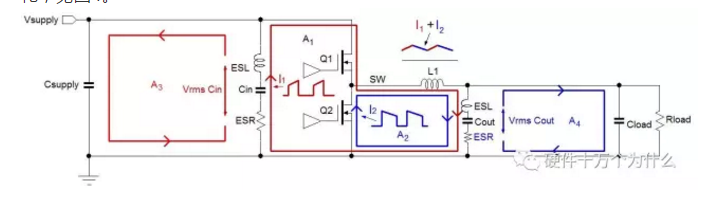 Vsupply
I₁ + I₂
A₁
ESL
Q1
I₁
L1
SW
Csupply
A₃
Vrms Cin
Cin
ESL
I₂
Q2
Cout
Vrms Cout
A₄
Cload
Rload
ESR
A₂
ESR
硬件十万个为什么